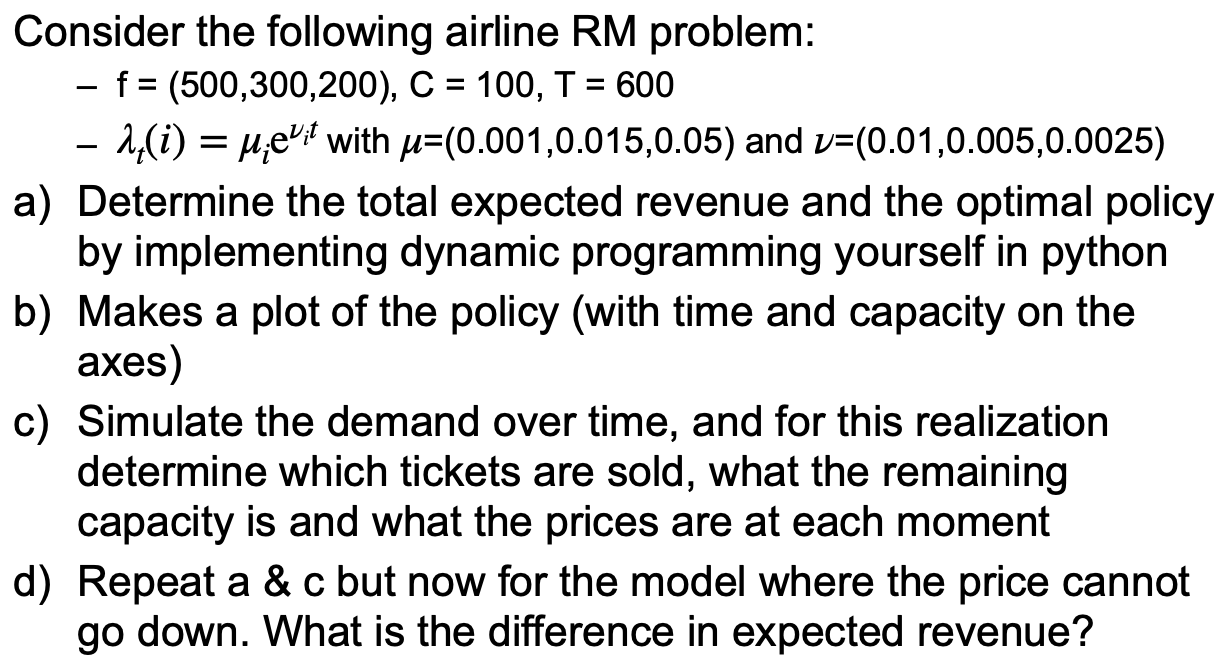 Consider the following airline RM problem:
– f = (500,300,200), C = 100, T = 600
– λₜ(i) = μᵢe^{νᵢt} with μ=(0.001,0.015,0.05) and ν=(0.01,0.005,0.0025)
a) Determine the total expected revenue and the optimal policy
by implementing dynamic programming yourself in python
b) Makes a plot of the policy (with time and capacity on the
axes)
c) Simulate the demand over time, and for this realization
determine which tickets are sold, what the remaining
capacity is and what the prices are at each moment
d) Repeat a & c but now for the model where the price cannot
go down. What is the difference in expected revenue?